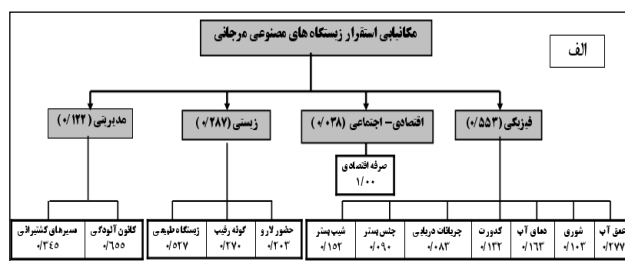 مکانیابی استقرار زیستگاه های مصنوعی مرجانی
الف
فیزیکی (۰/۵۵۳)
اقتصادی- اجتماعی (۰/۰۳۸)
زیستی (۰/۲۸۷)
مدیریتی (۰/۱۲۲)
صرفه اقتصادی
۱/۰۰
عمق آب
۰/۲۷۷
شوری
۰/۱۰۳
دمای آب
۰/۱۶۳
کدورت
۰/۱۳۲
جریانات دریایی
۰/۰۸۳
جنس بستر
۰/۰۹۰
شیب بستر
۰/۱۵۲
حضور لارو
۰/۲۰۳
گونه رقیب
۰/۲۷۰
زیستگاه طبیعی
۰/۵۲۷
کانون آلودگی
۰/۶۵۵
مسیرهای کشتیرانی
۰/۳٤۵